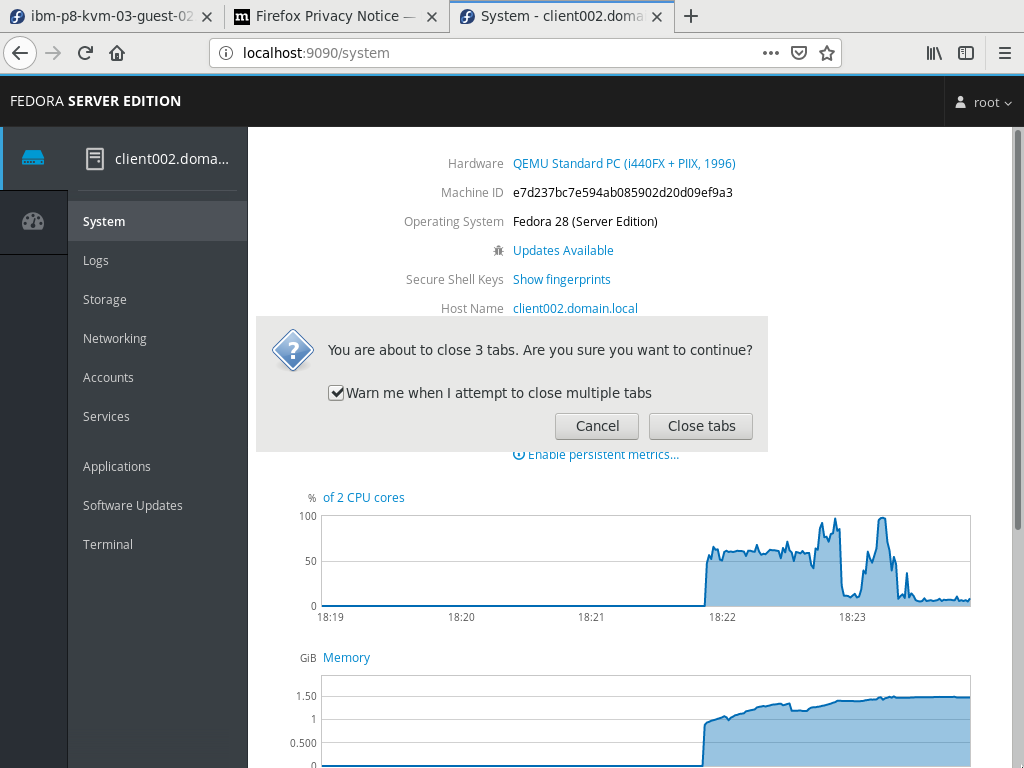 ibm-p8-kvm-03-guest-02
Firefox Privacy Notice —
System - client002.doma
localhost:9090/system
FEDORA SERVER EDITION
root
client002.doma...
System
Logs
Storage
Networking
Accounts
Services
Applications
Software Updates
Terminal
Hardware QEMU Standard PC (i440FX + PIIX, 1996)
Machine ID e7d237bc7e594ab085902d20d09ef9a3
Operating System Fedora 28 (Server Edition)
Updates Available
Secure Shell Keys Show fingerprints
Host Name client002.domain.local
You are about to close 3 tabs. Are you sure you want to continue?
Warn me when I attempt to close multiple tabs
Cancel Close tabs
Enable persistent metrics...
% of 2 CPU cores
100
50
0
18:19 18:20 18:21 18:22 18:23
GiB Memory
1.50
1
0.500
0